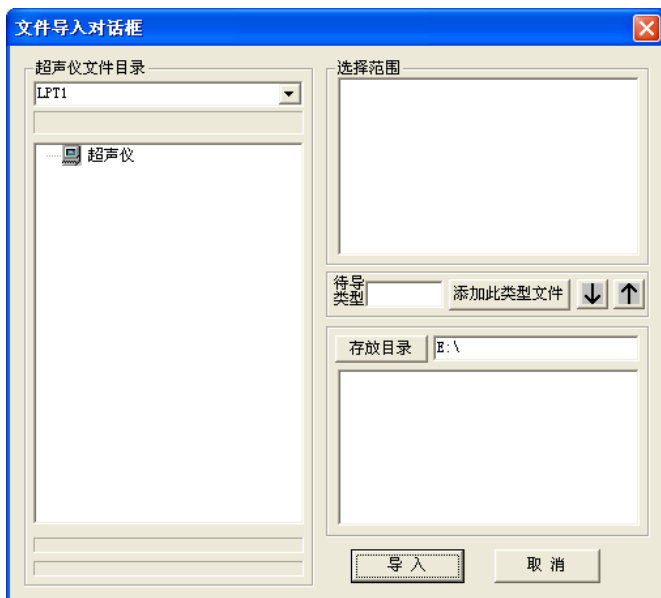 文件导入对话框
超声仪文件目录
LPT1
超声仪
选择范围
待导
类型
添加此类型文件
存放目录
E:\
导 入
取 消